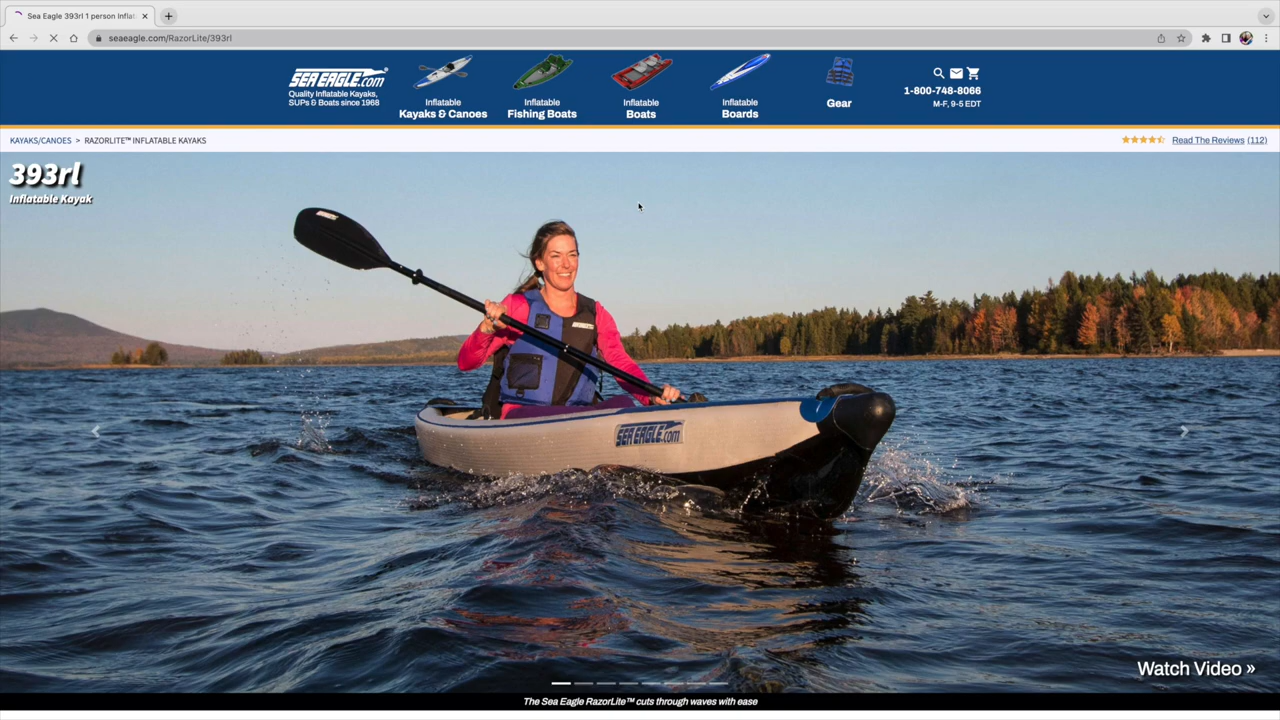 Sea Eagle 393rl 1 person Inflat
seaeagle.com/RazorLite/393rl
SEA EAGLE.com®
Quality Inflatable Kayaks,
SUPs & Boats since 1968
Inflatable
Kayaks & Canoes
Inflatable
Fishing Boats
Inflatable
Boats
Inflatable
Boards
Gear
1-800-748-8066
M-F, 9-5 EDT
KAYAKS/CANOES > RAZORLITE™ INFLATABLE KAYAKS
Read The Reviews (112)
393rl
Inflatable Kayak
SEA EAGLE.com
Watch Video »
The Sea Eagle RazorLite™ cuts through waves with ease